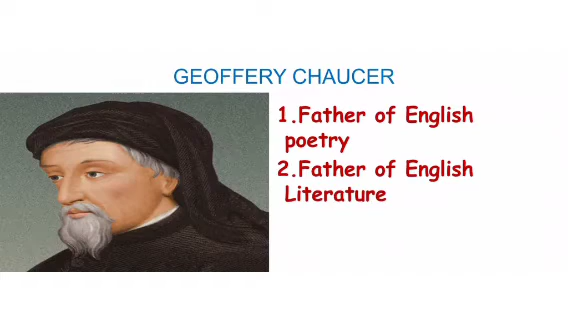 GEOFFERY CHAUCER
1.Father of English
poetry
2.Father of English
Literature